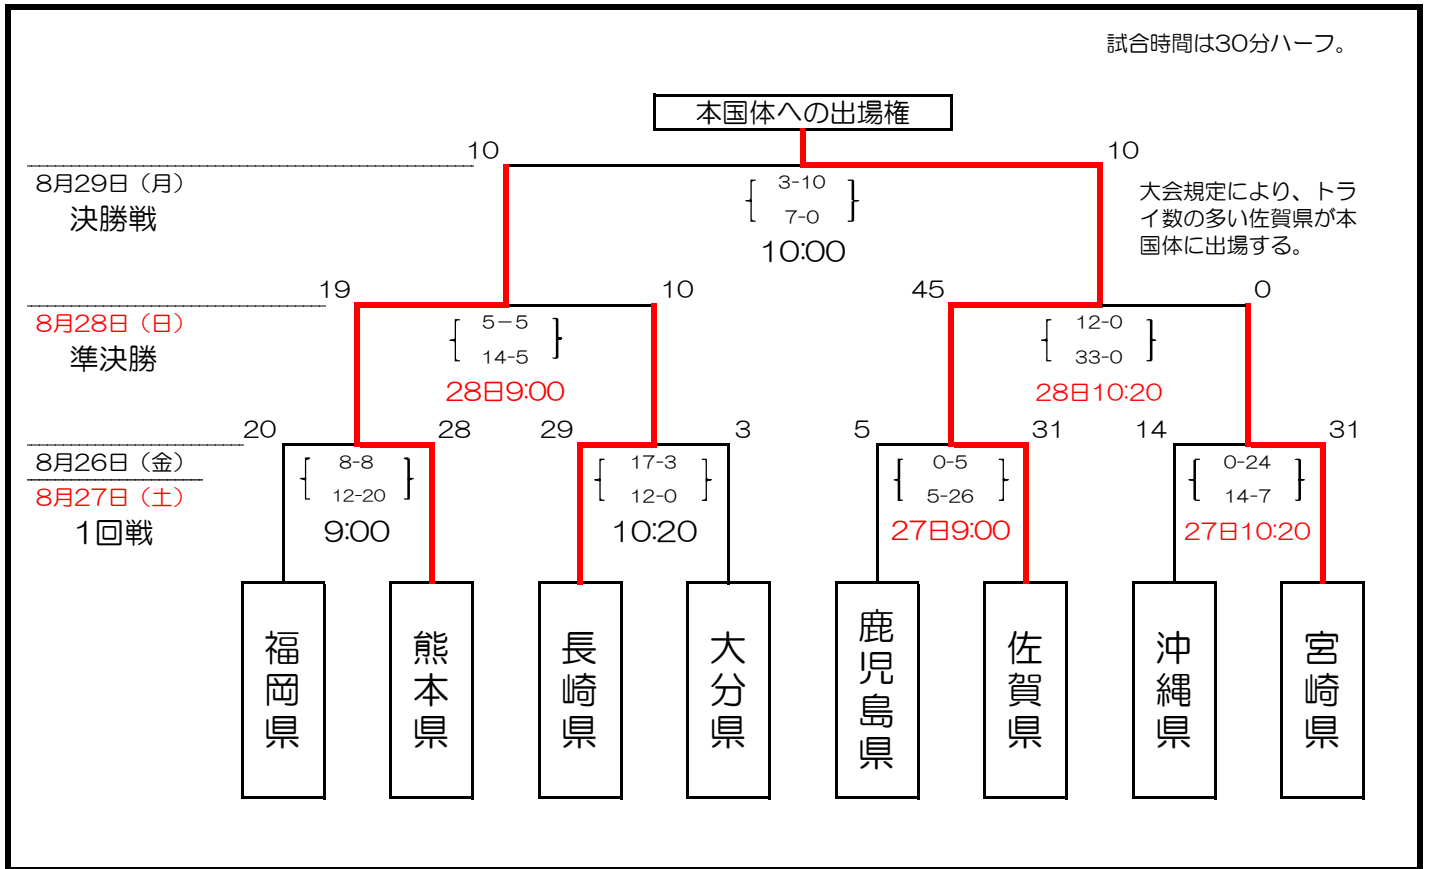 試合時間は30分ハーフ。
本国体への出場権
10
10
8月29日（月）
決勝戦
3-10
7-0
10:00
大会規定により、トラ
イ数の多い佐賀県が本
国体に出場する。
19
10
45
0
8月28日（日）
準決勝
5－5
14-5
28日9:00
12-0
33-0
28日10:20
20
28
29
3
5
31
14
31
8月26日（金）
8月27日（土）
1回戦
8-8
12-20
9:00
17-3
12-0
10:20
0-5
5-26
27日9:00
0-24
14-7
27日10:20
福岡県
熊本県
長崎県
大分県
鹿児島県
佐賀県
沖縄県
宮崎県